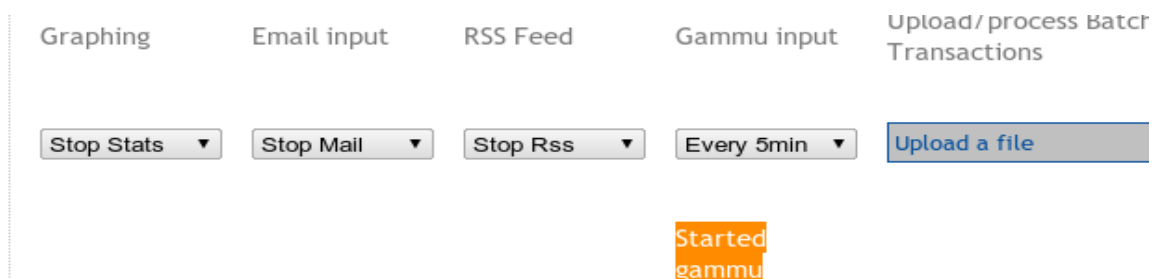 Graphing Email input RSS Feed Gammu input Upload/process Batch
Transactions
Stop Stats Stop Mail Stop Rss Every 5min Upload a file
Started
gammu